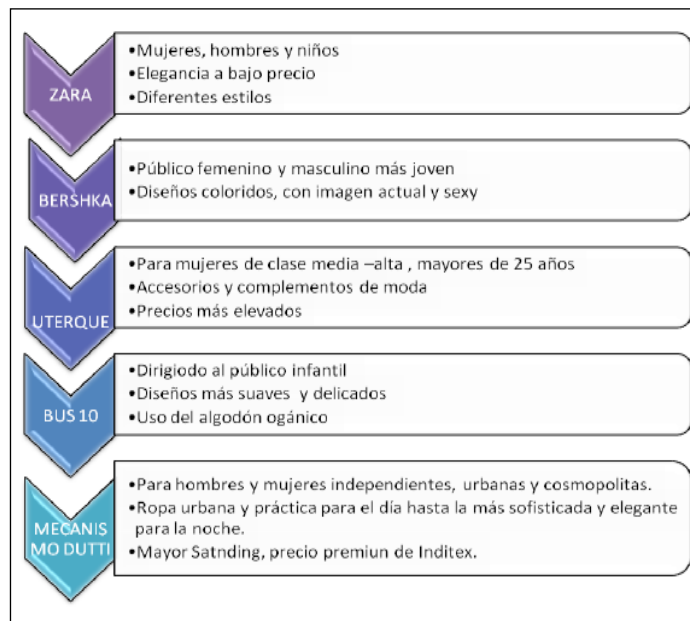 ZARA
•Mujeres, hombres y niños
•Elegancia a bajo precio
•Diferentes estilos
BERSHKA
•Público femenino y masculino más joven
•Diseños coloridos, con imagen actual y sexy
UTERQUE
•Para mujeres de clase media –alta , mayores de 25 años
•Accesorios y complementos de moda
•Precios más elevados
BUS 10
•Dirigiodo al público infantil
•Diseños más suaves y delicados
•Uso del algodón ogánico
MECANIS
MO DUTTI
•Para hombres y mujeres independientes, urbanas y cosmopolitas.
•Ropa urbana y práctica para el día hasta la más sofisticada y elegante
para la noche.
•Mayor Satnding, precio premiun de Inditex.